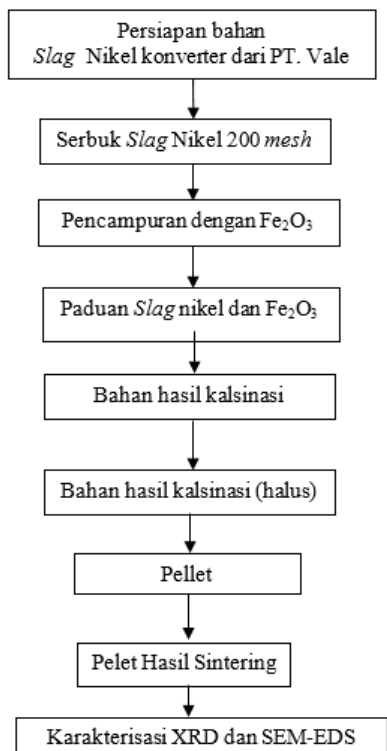 Persiapan bahan
Slag Nikel konverter dari PT. Vale
Serbuk Slag Nikel 200 mesh
Pencampuran dengan Fe₂O₃
Paduan Slag nikel dan Fe₂O₃
Bahan hasil kalsinasi
Bahan hasil kalsinasi (halus)
Pellet
Pelet Hasil Sintering
Karakterisasi XRD dan SEM-EDS